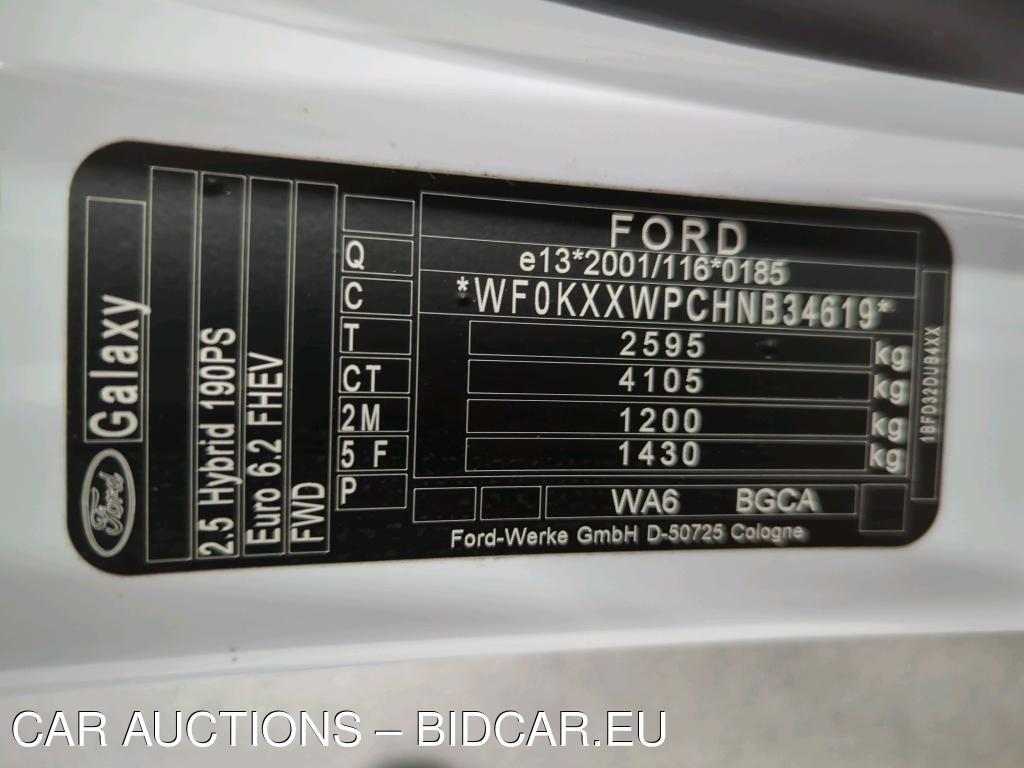 Ford
Galaxy
2.5 Hybrid 190PS
Euro 6.2 FHEV
FWD
FORD
Q e13*2001/116*0185
C *WF0KXXWPCHNB34619*
T 2595 kg
CT 4105 kg
2M 1200 kg
5 F 1430 kg
P WA6 BGCA
Ford-Werke GmbH D-50725 Cologne
1BFD32DUB4XX
CAR AUCTIONS – BIDCAR.EU